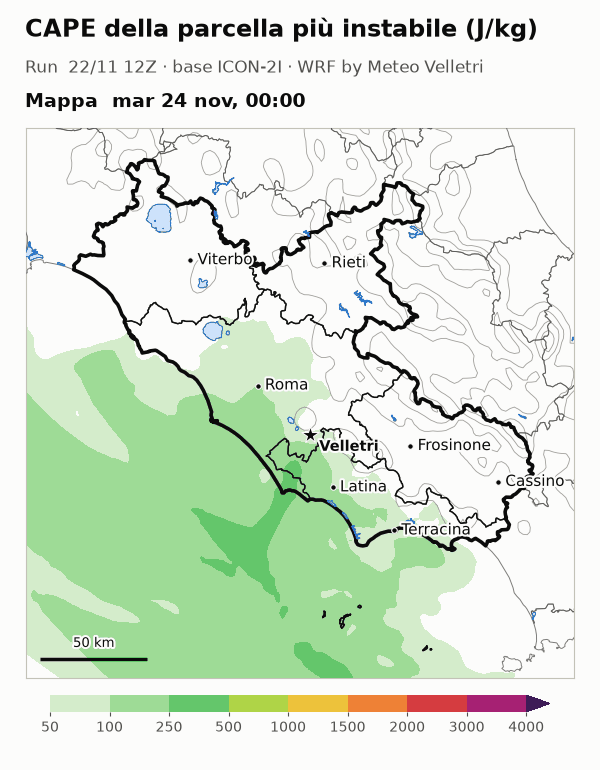 CAPE della parcella più instabile (J/kg)
Run 22/11 12Z · base ICON-2I · WRF by Meteo Velletri
Mappa mar 24 nov, 00:00
Viterbo
Rieti
Roma
Velletri
Frosinone
Cassino
Latina
Terracina
50 km
50 100 250 500 1000 1500 2000 3000 4000